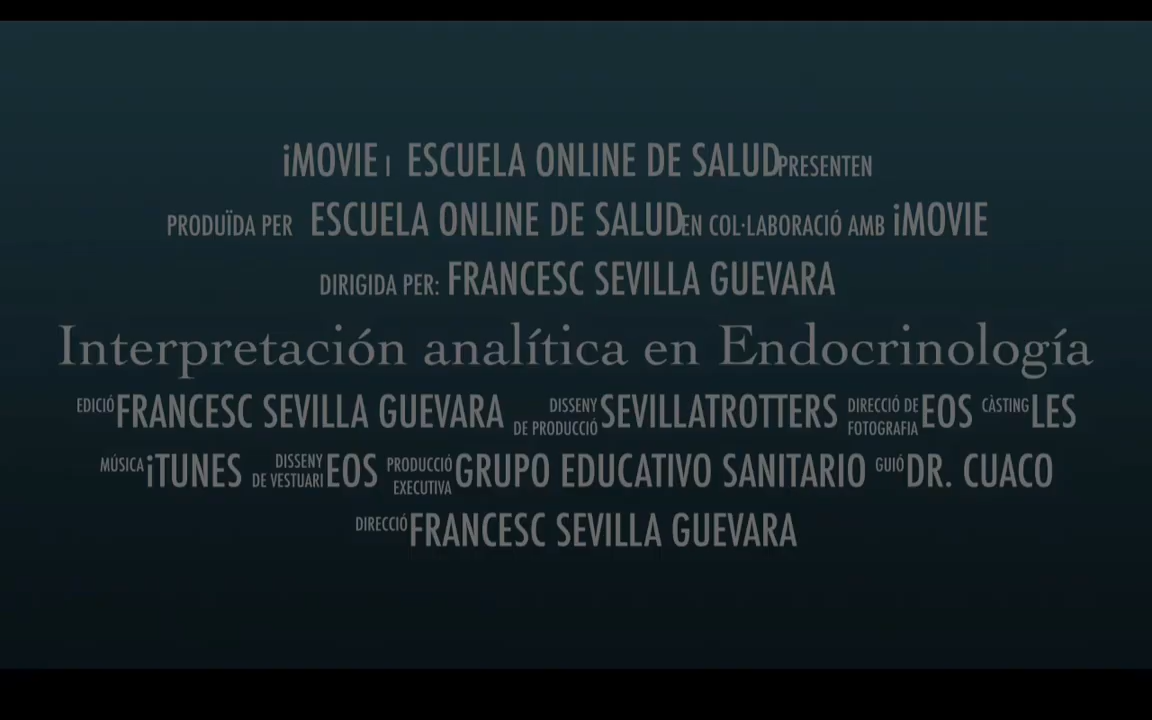 iMOVIE I ESCUELA ONLINE DE SALUD PRESENTEN
PRODUÏDA PER ESCUELA ONLINE DE SALUD EN COL·LABORACIÓ AMB iMOVIE
DIRIGIDA PER: FRANCESC SEVILLA GUEVARA
Interpretación analítica en Endocrinología
EDICIÓ FRANCESC SEVILLA GUEVARA DISSENY DE PRODUCCIÓ SEVILLATROTTERS DIRECCIÓ DE FOTOGRAFIA EOS CÀSTING LES
MÚSICA iTUNES DISSENY DE VESTUARI EOS PRODUCCIÓ EXECUTIVA GRUPO EDUCATIVO SANITARIO GUIÓ DR. CUACO
DIRECCIÓ FRANCESC SEVILLA GUEVARA